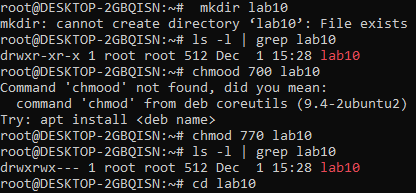 root@DESKTOP-2GBQISN:~#  mkdir lab10
mkdir: cannot create directory ‘lab10’: File exists
root@DESKTOP-2GBQISN:~# ls -l | grep lab10
drwxr-xr-x 1 root root 512 Dec  1 15:28 lab10
root@DESKTOP-2GBQISN:~# chmood 700 lab10
Command 'chmood' not found, did you mean:
  command 'chmod' from deb coreutils (9.4-2ubuntu2)
Try: apt install <deb name>
root@DESKTOP-2GBQISN:~# chmod 770 lab10
root@DESKTOP-2GBQISN:~# ls -l | grep lab10
drwxrwx--- 1 root root 512 Dec  1 15:28 lab10
root@DESKTOP-2GBQISN:~# cd lab10